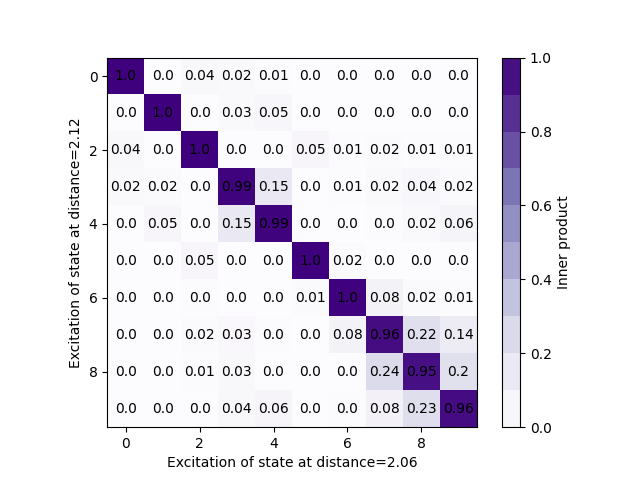 0 1.0 0.0 0.04 0.02 0.01 0.0 0.0 0.0 0.0 0.0
0.0 1.0 0.0 0.03 0.05 0.0 0.0 0.0 0.0 0.0
2 0.04 0.0 1.0 0.0 0.0 0.05 0.01 0.02 0.01 0.01
0.02 0.02 0.0 0.99 0.15 0.0 0.01 0.02 0.04 0.02
4 0.0 0.05 0.0 0.15 0.99 0.0 0.0 0.0 0.02 0.06
0.0 0.0 0.05 0.0 0.0 1.0 0.02 0.0 0.0 0.0
6 0.0 0.0 0.0 0.0 0.0 0.01 1.0 0.08 0.02 0.01
0.0 0.0 0.02 0.03 0.0 0.0 0.08 0.96 0.22 0.14
8 0.0 0.0 0.01 0.03 0.0 0.0 0.0 0.24 0.95 0.2
0.0 0.0 0.0 0.04 0.06 0.0 0.0 0.08 0.23 0.96
0 2 4 6 8
Excitation of state at distance=2.06
Excitation of state at distance=2.12
1.0
0.8
0.6
0.4
0.2
0.0
Inner product